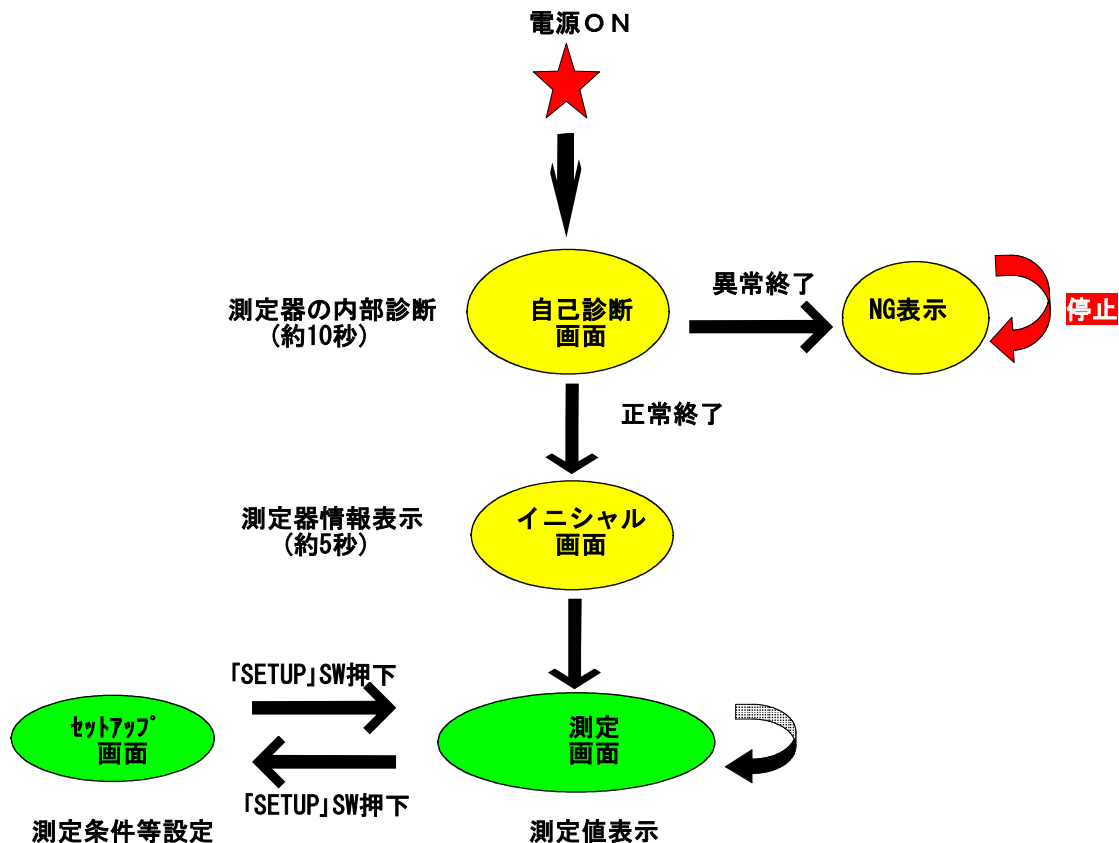 電源ＯＮ
異常終了
測定器の内部診断
(約10秒)
自己診断
画面
NG表示
停止
正常終了
測定器情報表示
(約5秒)
イニシャル
画面
「SETUP」SW押下
ｾｯﾄｱｯﾌﾟ
画面
測定
画面
「SETUP」SW押下
測定条件等設定
測定値表示